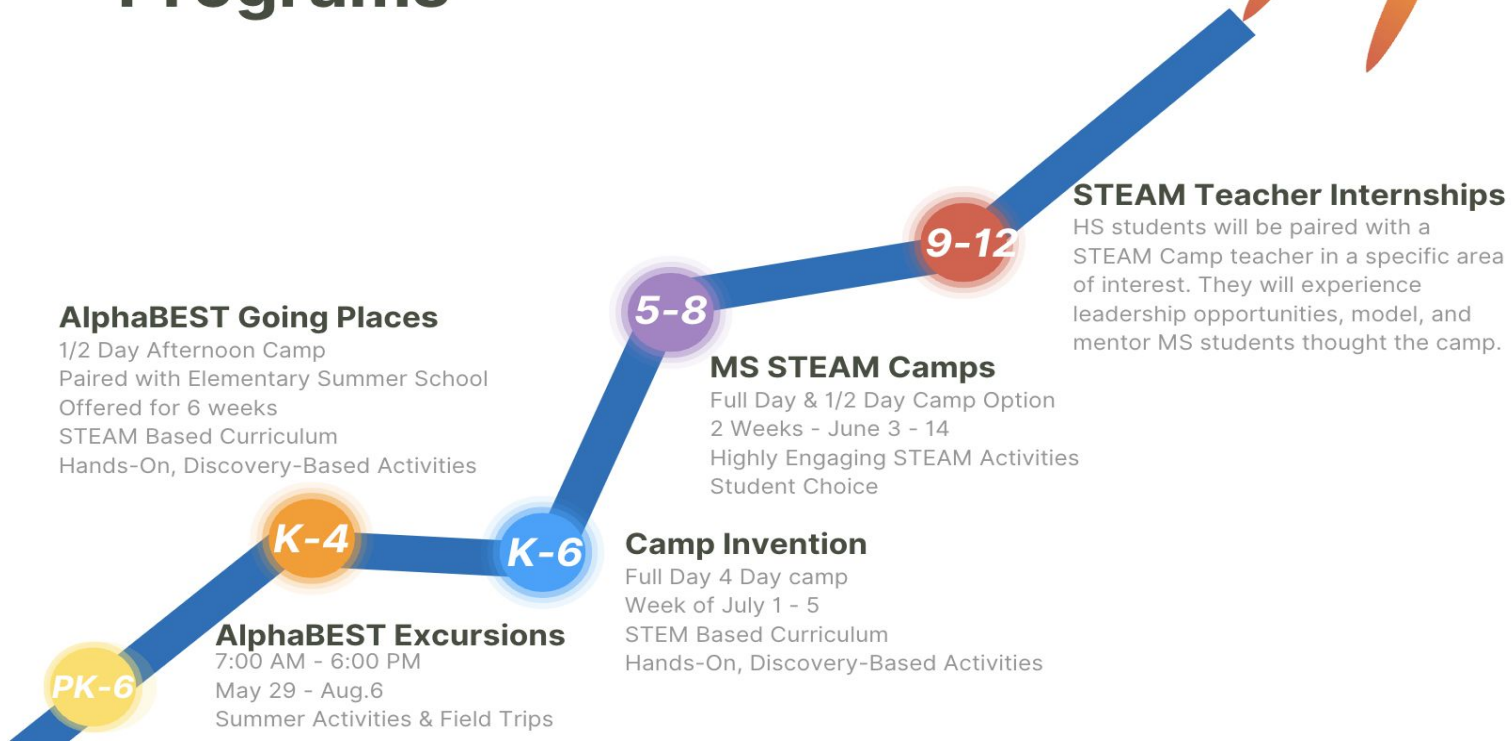 Programs
9-12
STEAM Teacher Internships
HS students will be paired with a
STEAM Camp teacher in a specific area
of interest. They will experience
leadership opportunities, model, and
mentor MS students thought the camp.
5-8
MS STEAM Camps
Full Day & 1/2 Day Camp Option
2 Weeks - June 3 - 14
Highly Engaging STEAM Activities
Student Choice
AlphaBEST Going Places
1/2 Day Afternoon Camp
Paired with Elementary Summer School
Offered for 6 weeks
STEAM Based Curriculum
Hands-On, Discovery-Based Activities
K-4
K-6
Camp Invention
Full Day 4 Day camp
Week of July 1 - 5
STEM Based Curriculum
Hands-On, Discovery-Based Activities
PK-6
AlphaBEST Excursions
7:00 AM - 6:00 PM
May 29 - Aug.6
Summer Activities & Field Trips